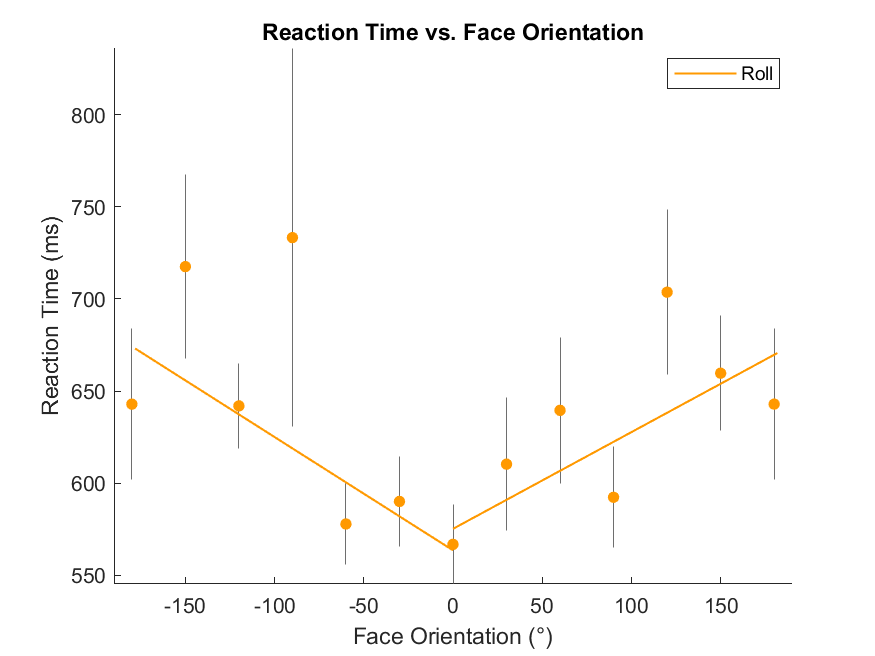 Reaction Time vs. Face Orientation
Roll
800
750
700
650
600
550
Reaction Time (ms)
-150 -100 -50 0 50 100 150
Face Orientation (°)